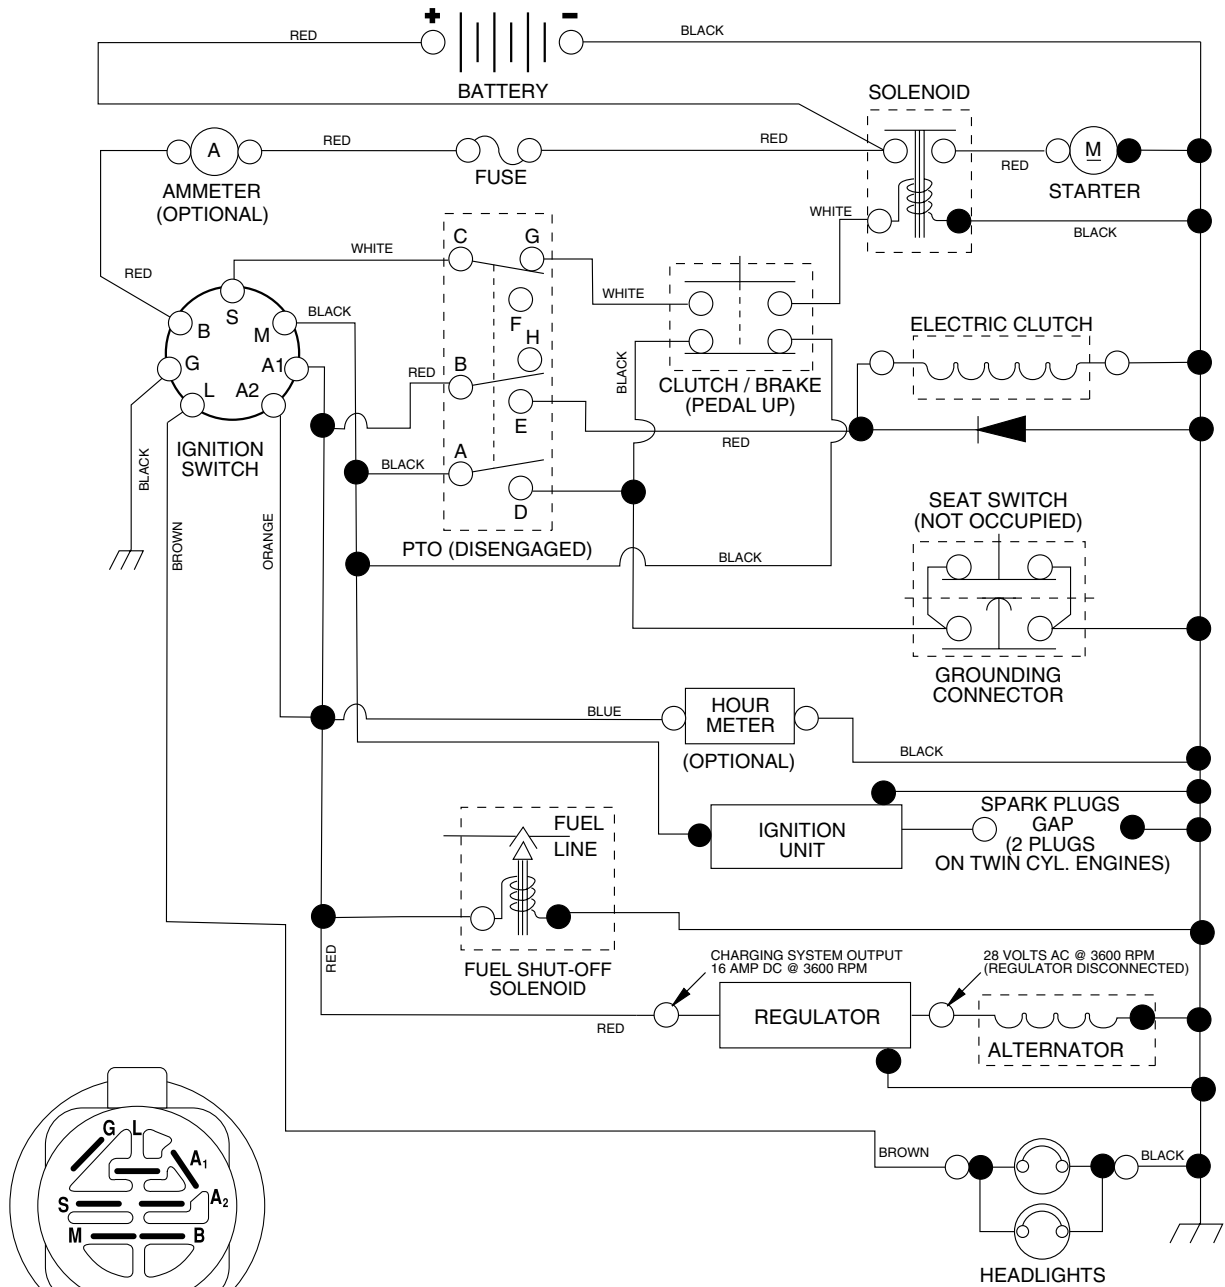 +
−
RED
BLACK
BATTERY
SOLENOID
RED
RED
A
M
RED
FUSE
AMMETER
(OPTIONAL)
STARTER
WHITE
BLACK
C
G
WHITE
RED
S
BLACK
WHITE
F
B
M
H
ELECTRIC CLUTCH
G
A1
B
RED
BLACK
CLUTCH / BRAKE
(PEDAL UP)
L
A2
E
RED
IGNITION
SWITCH
A
BLACK
BLACK
D
SEAT SWITCH
(NOT OCCUPIED)
BROWN
ORANGE
PTO (DISENGAGED)
BLACK
GROUNDING
CONNECTOR
BLUE
HOUR
METER
(OPTIONAL)
BLACK
FUEL
LINE
IGNITION
UNIT
SPARK PLUGS
GAP
(2 PLUGS
ON TWIN CYL. ENGINES)
RED
FUEL SHUT-OFF
SOLENOID
CHARGING SYSTEM OUTPUT
16 AMP DC @ 3600 RPM
28 VOLTS AC @ 3600 RPM
(REGULATOR DISCONNECTED)
RED
REGULATOR
ALTERNATOR
G
L
A1
S
A2
M
B
BROWN
BLACK
HEADLIGHTS